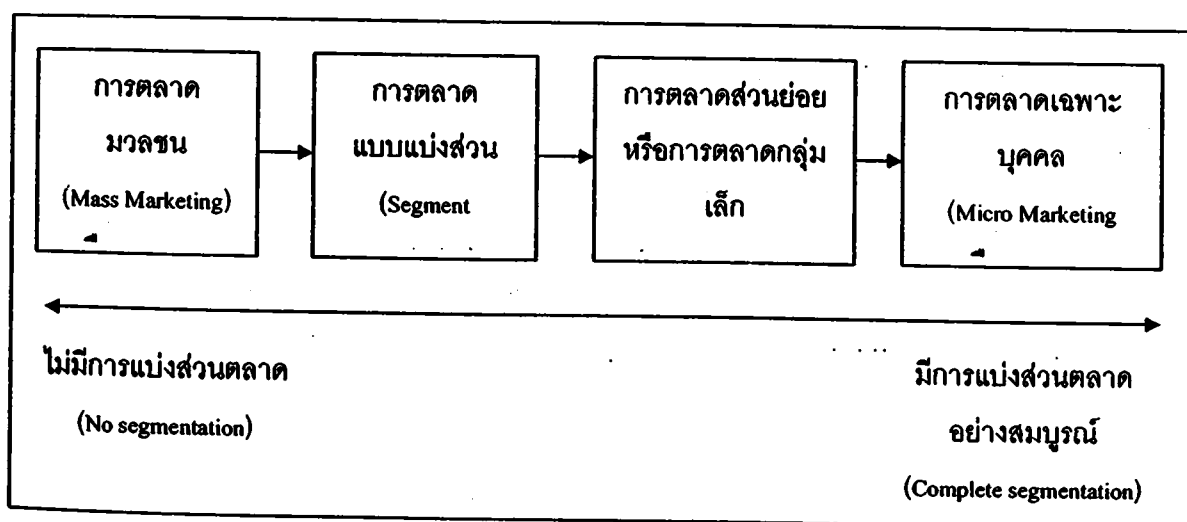 การตลาด
มวลชน
(Mass Marketing)
การตลาด
แบบแบ่งส่วน
(Segment
การตลาดส่วนย่อย
หรือการตลาดกลุ่ม
เล็ก
การตลาดเฉพาะ
บุคคล
(Micro Marketing
ไม่มีการแบ่งส่วนตลาด
(No segmentation)
มีการแบ่งส่วนตลาด
อย่างสมบูรณ์
(Complete segmentation)